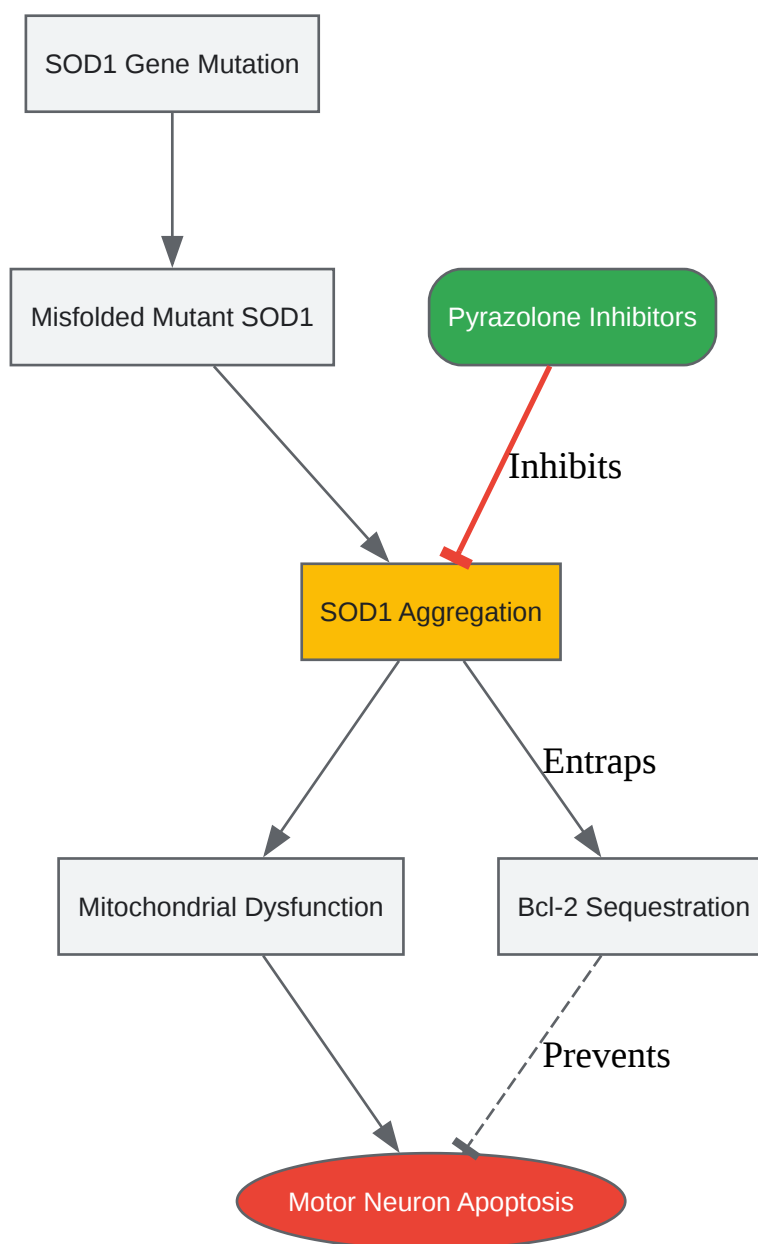 SOD1 Gene Mutation
Misfolded Mutant SOD1
Pyrazolone Inhibitors
Inhibits
SOD1 Aggregation
Entraps
Mitochondrial Dysfunction
Bcl-2 Sequestration
Prevents
Motor Neuron Apoptosis